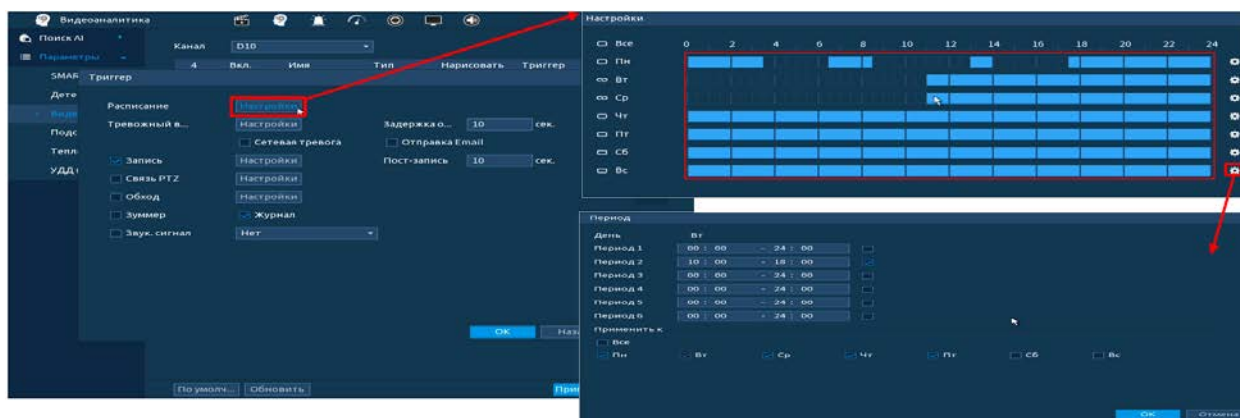 Видеоаналитика
Поиск AI
Параметры
SMAR
Дете
Виде
Подс
Тепл
УДД
Канал D10
4 Вкл. Имя Тип Нарисовать Триггер
Триггер
Расписание Настройки
Тревожный в... Настройки Задержка о... 10 сек.
Сетевая тревога Отправка Email
Запись Настройки Пост-запись 10 сек.
Связь PTZ Настройки
Обход Настройки
Зуммер Журнал
Звук. сигнал Нет
OK Наза
По умолч... Обновить При
Настройки
Все 0 2 4 6 8 10 12 14 16 18 20 22 24
Пн
Вт
Ср
Чт
Пт
Сб
Вс
Период
День Вт
Период 1 00 : 00 - 24 : 00
Период 2 10 : 00 - 18 : 00
Период 3 00 : 00 - 24 : 00
Период 4 00 : 00 - 24 : 00
Период 5 00 : 00 - 24 : 00
Период 6 00 : 00 - 24 : 00
Применить к
Все
Пн Вт Ср Чт Пт Сб Вс
OK Отмена